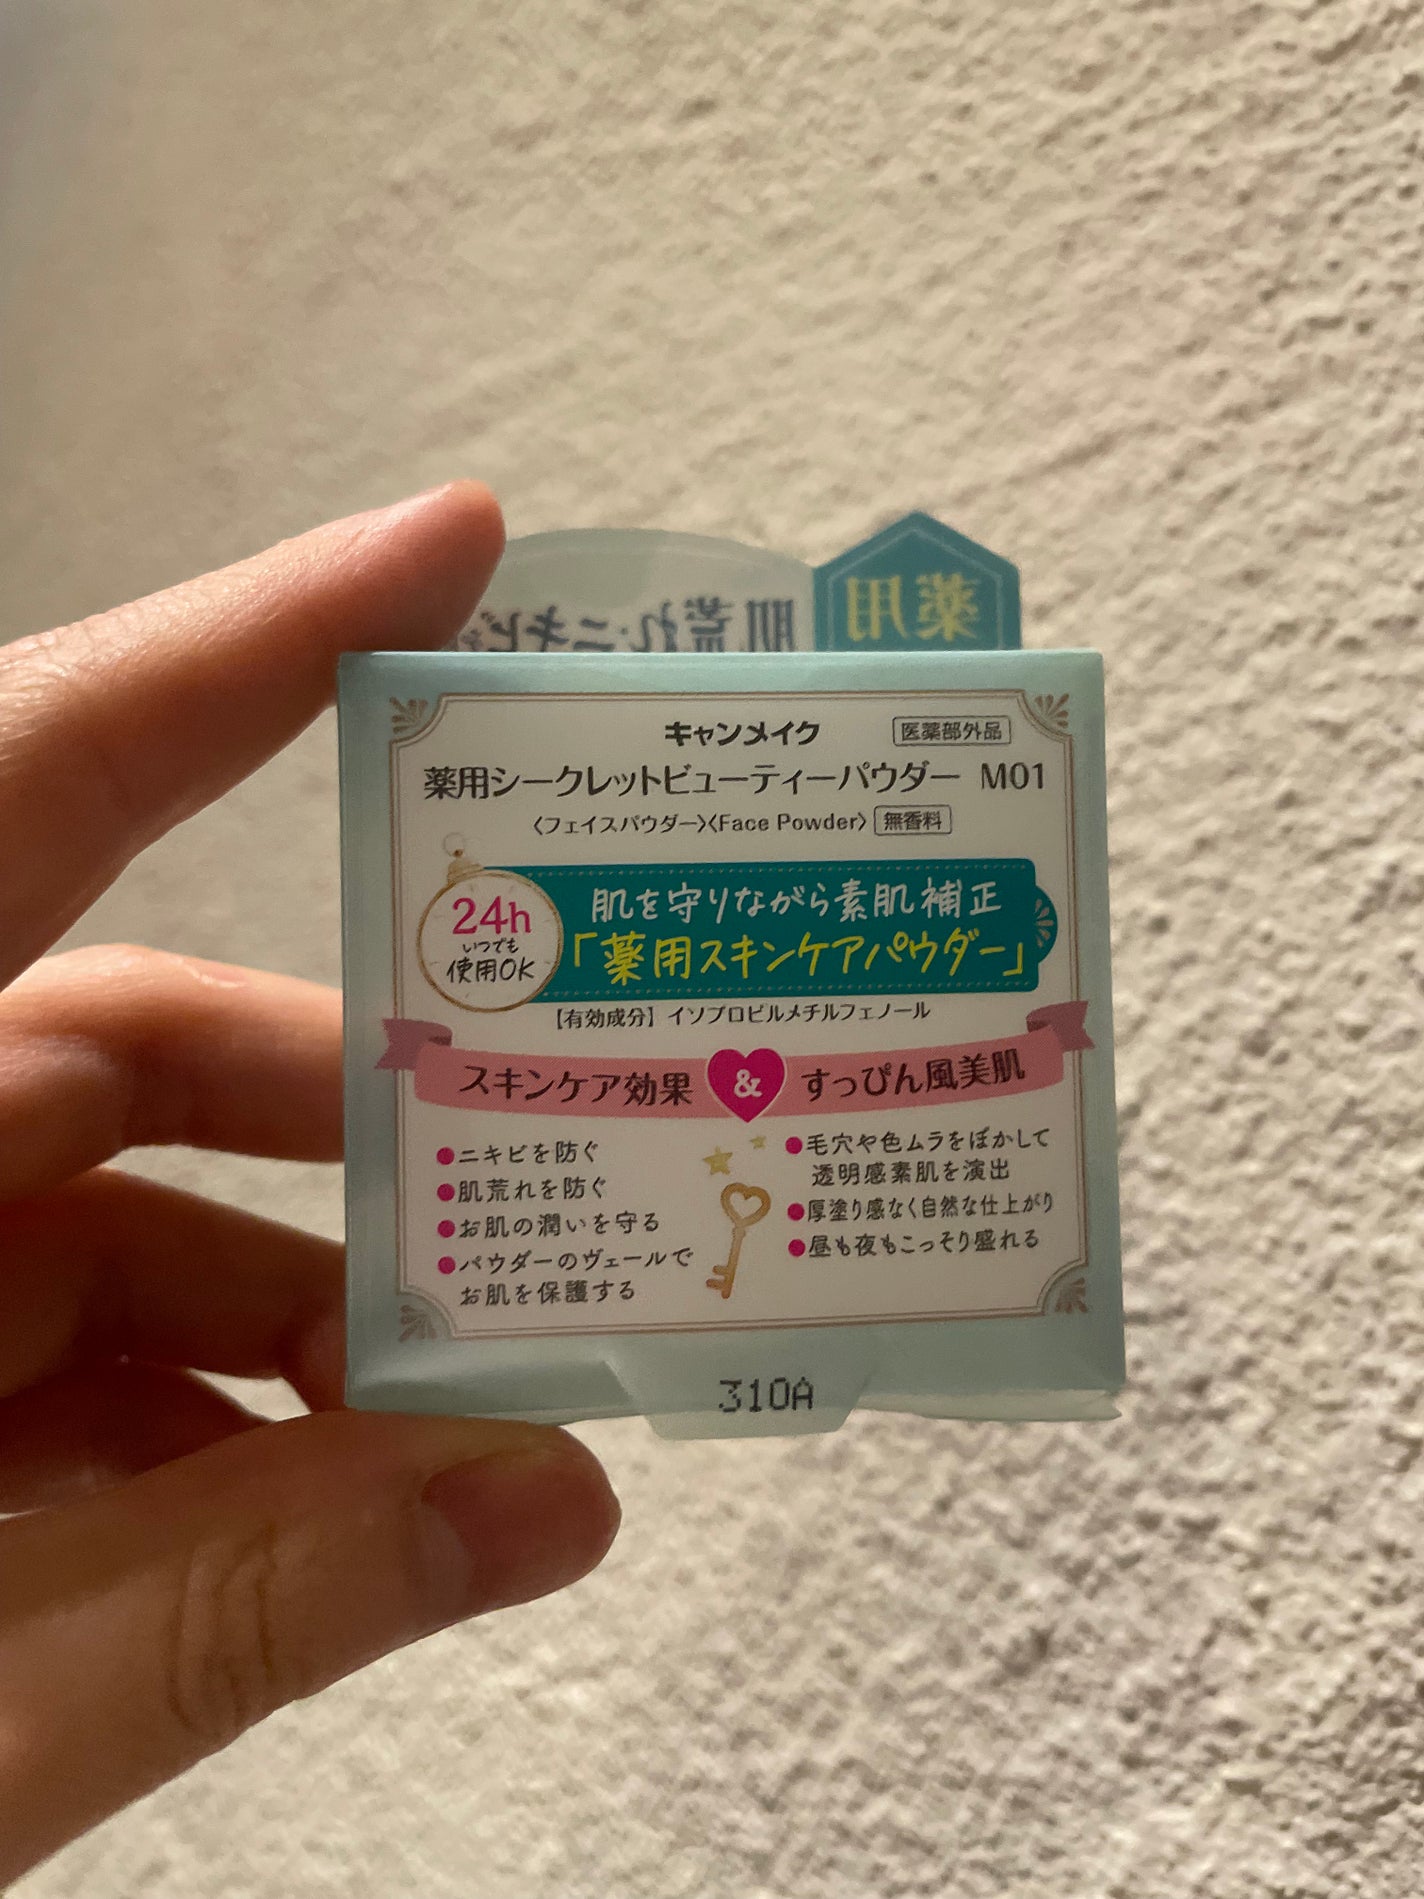 薬用
肌荒れ・ニキビ
キャンメイク 医薬部外品
薬用シークレットビューティーパウダー M01
〈フェイスパウダー〉〈Face Powder〉 無香料
24h
いつでも
使用OK
肌を守りながら素肌補正
「薬用スキンケアパウダー」
【有効成分】イソプロピルメチルフェノール
スキンケア効果 & すっぴん風美肌
●ニキビを防ぐ
●肌荒れを防ぐ
●お肌の潤いを守る
●パウダーのヴェールで
お肌を保護する
●毛穴や色ムラをぼかして
透明感素肌を演出
●厚塗り感なく自然な仕上がり
●昼も夜もこっそり盛れる
310A